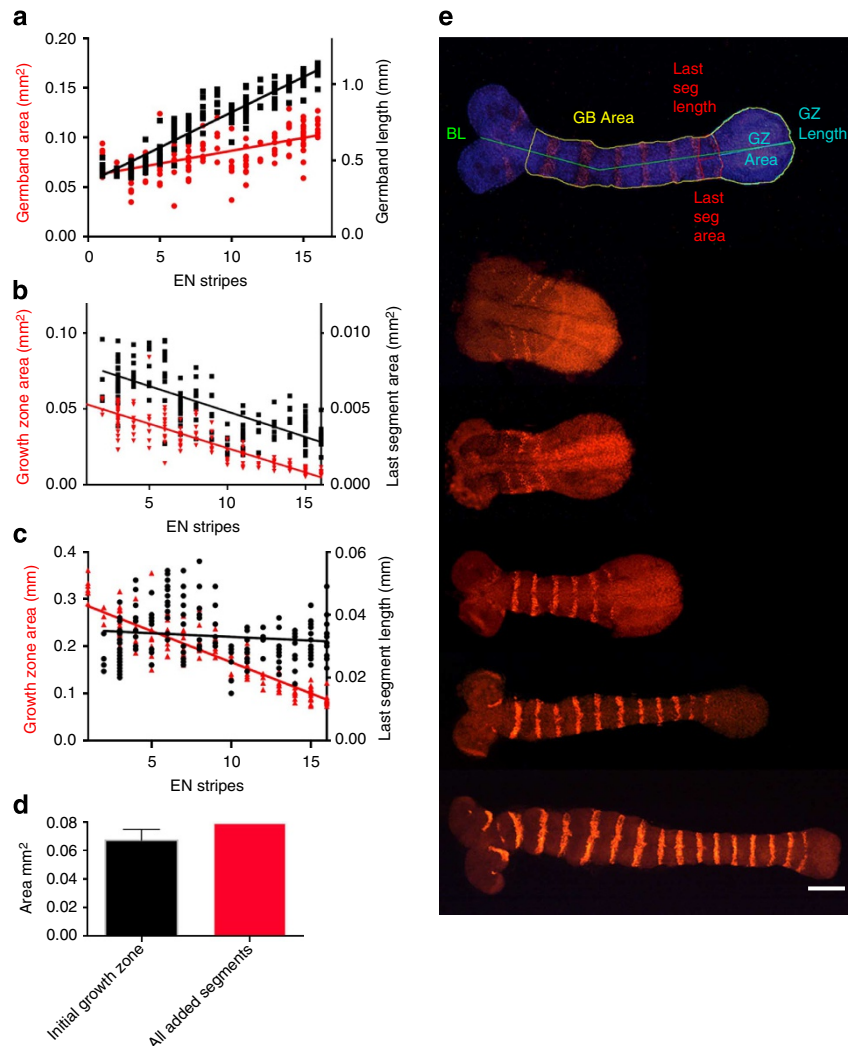 a
0.20
0.15
0.10
0.05
0.00
Germband area (mm²)
1.0
0.5
0.0
Germband length (mm)
0
5
10
15
EN stripes
b
0.10
0.05
0.00
Growth zone area (mm²)
0.010
0.005
0.000
Last segment area (mm²)
5
10
15
EN stripes
c
0.4
0.3
0.2
0.1
0.0
Growth zone area (mm)
0.06
0.04
0.02
0.00
Last segment length (mm)
5
10
15
EN stripes
d
0.08
0.06
0.04
0.02
0.00
Area mm²
Initial growth zone
All added segments
e
BL
GB Area
Last
seg
length
GZ
Length
GZ
Area
Last
seg
area